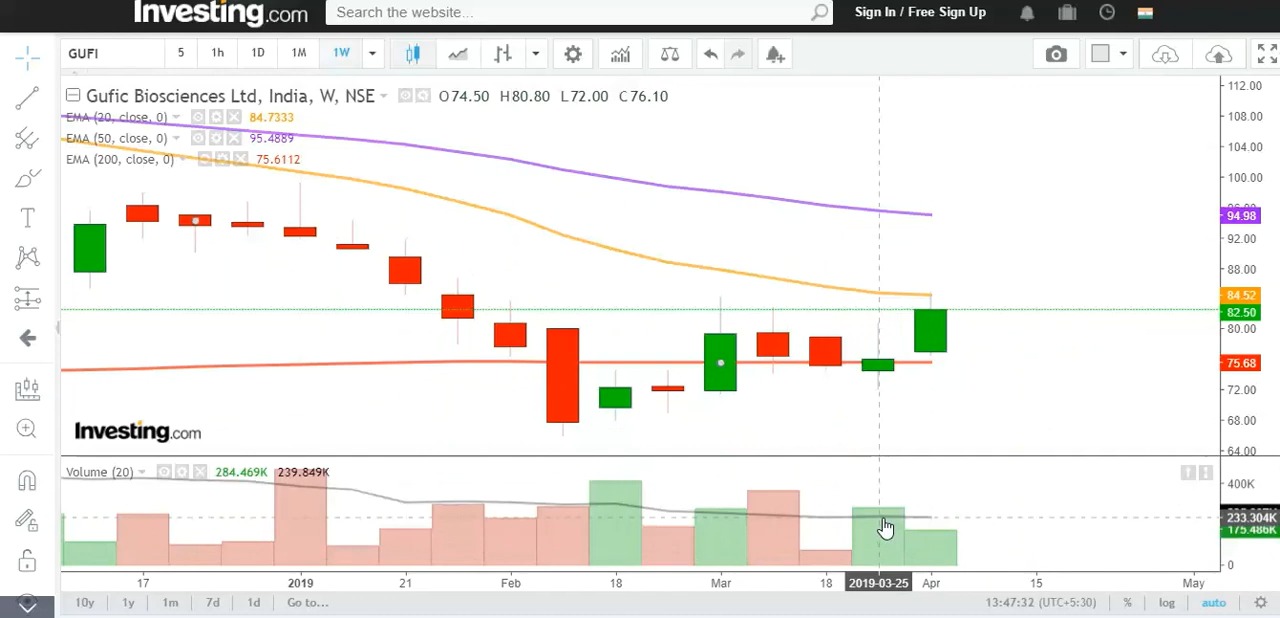 Investing.com
Search the website...
Sign In / Free Sign Up
GUFI 5 1h 1D 1M 1W
Gufic Biosciences Ltd, India, W, NSE O74.50 H80.80 L72.00 C76.10
EMA (20, close, 0) 84.7333
EMA (50, close, 0) 95.4889
EMA (200, close, 0) 75.6112
112.00
108.00
104.00
100.00
94.98
92.00
88.00
84.52
82.50
80.00
75.68
72.00
68.00
64.00
Investing.com
Volume (20) 284.469K 239.849K
400K
233.304K
175.486K
0
17 2019 21 Feb 18 Mar 18 2019-03-25 Apr 15 May
10y 1y 1m 7d 1d Go to... 13:47:32 (UTC+5:30) % log auto